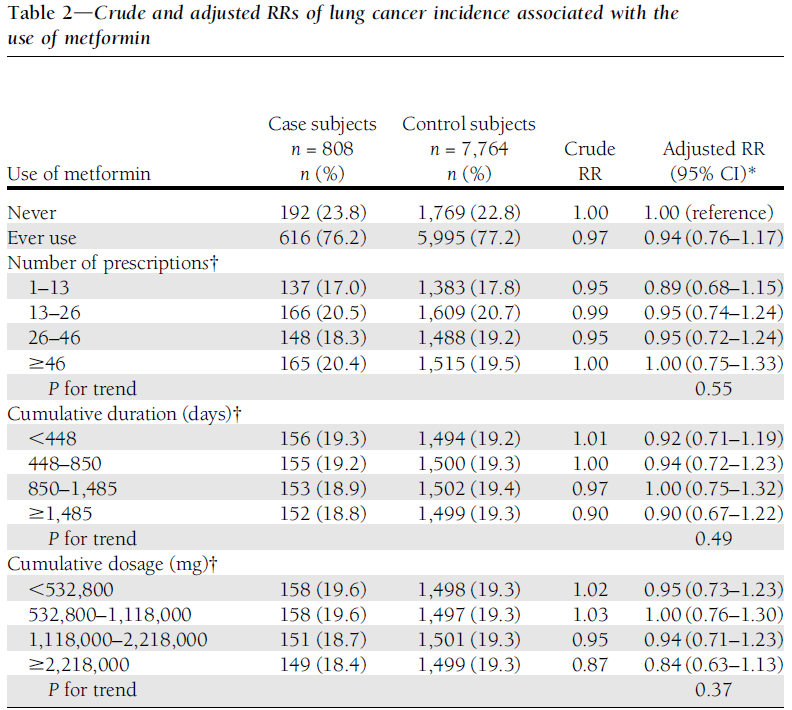 Table 2—Crude and adjusted RRs of lung cancer incidence associated with the
use of metformin
Case subjects Control subjects
n = 808 n = 7,764 Crude Adjusted RR
Use of metformin n (%) n (%) RR (95% CI)*
Never 192 (23.8) 1,769 (22.8) 1.00 1.00 (reference)
Ever use 616 (76.2) 5,995 (77.2) 0.97 0.94 (0.76–1.17)
Number of prescriptions†
1–13 137 (17.0) 1,383 (17.8) 0.95 0.89 (0.68–1.15)
13–26 166 (20.5) 1,609 (20.7) 0.99 0.95 (0.74–1.24)
26–46 148 (18.3) 1,488 (19.2) 0.95 0.95 (0.72–1.24)
≥46 165 (20.4) 1,515 (19.5) 1.00 1.00 (0.75–1.33)
P for trend 0.55
Cumulative duration (days)†
<448 156 (19.3) 1,494 (19.2) 1.01 0.92 (0.71–1.19)
448–850 155 (19.2) 1,500 (19.3) 1.00 0.94 (0.72–1.23)
850–1,485 153 (18.9) 1,502 (19.4) 0.97 1.00 (0.75–1.32)
≥1,485 152 (18.8) 1,499 (19.3) 0.90 0.90 (0.67–1.22)
P for trend 0.49
Cumulative dosage (mg)†
<532,800 158 (19.6) 1,498 (19.3) 1.02 0.95 (0.73–1.23)
532,800–1,118,000 158 (19.6) 1,497 (19.3) 1.03 1.00 (0.76–1.30)
1,118,000–2,218,000 151 (18.7) 1,501 (19.3) 0.95 0.94 (0.71–1.23)
≥2,218,000 149 (18.4) 1,499 (19.3) 0.87 0.84 (0.63–1.13)
P for trend 0.37